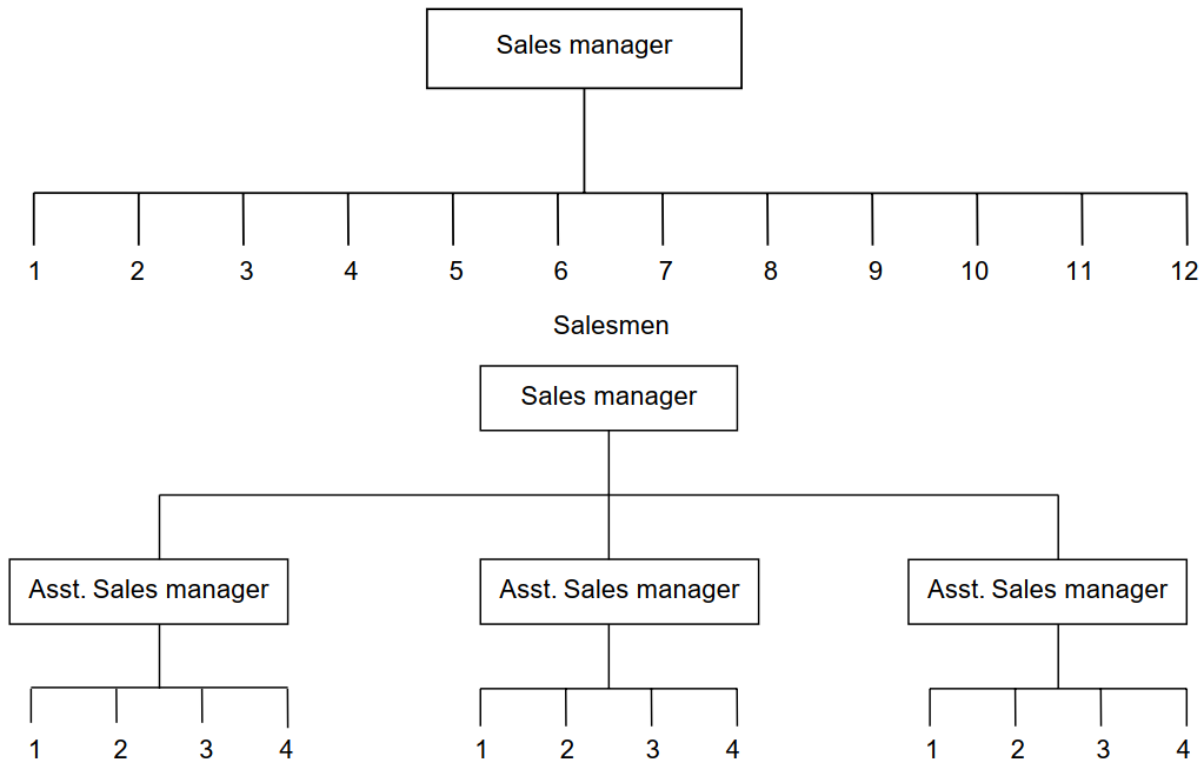 Sales manager
1 2 3 4 5 6 7 8 9 10 11 12
Salesmen
Sales manager
Asst. Sales manager Asst. Sales manager Asst. Sales manager
1 2 3 4 1 2 3 4 1 2 3 4